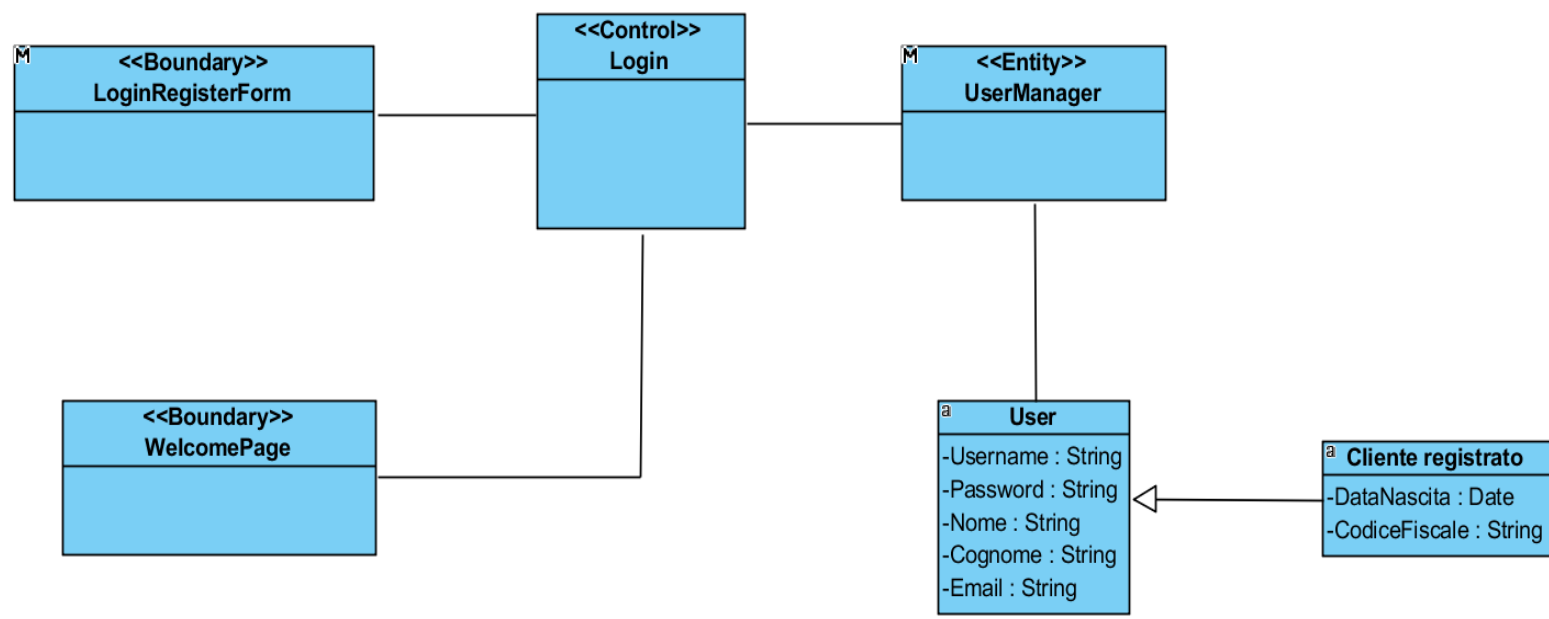 M
<<Boundary>>
LoginRegisterForm
<<Control>>
Login
M
<<Entity>>
UserManager
<<Boundary>>
WelcomePage
a
User
-Username : String
-Password : String
-Nome : String
-Cognome : String
-Email : String
a
Cliente registrato
-DataNascita : Date
-CodiceFiscale : String